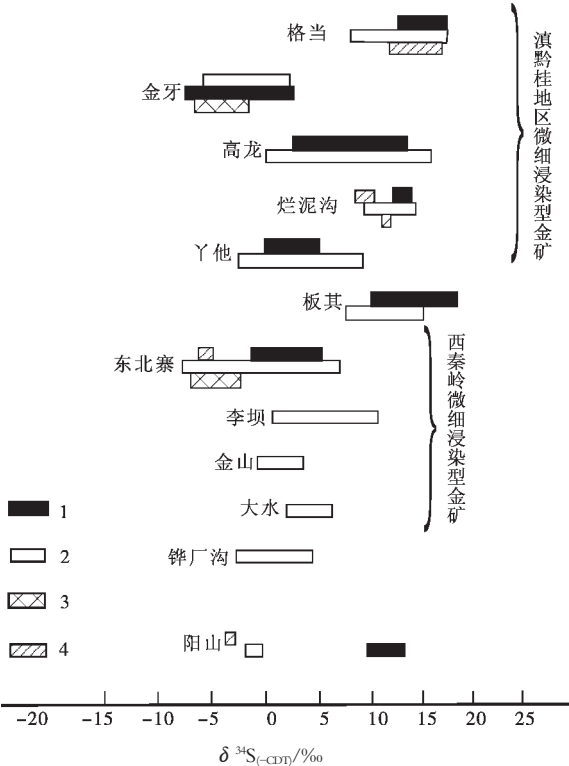 格当
金牙
高龙
烂泥沟
丫他
板其
东北寨
李坝
金山
大水
铧厂沟
阳山
滇黔桂地区微细浸染型金矿
西秦岭微细浸染型金矿
1
2
3
4
-20 -15 -10 -5 0 5 10 15 20 25
δ ³⁴S(−CDT)/‰